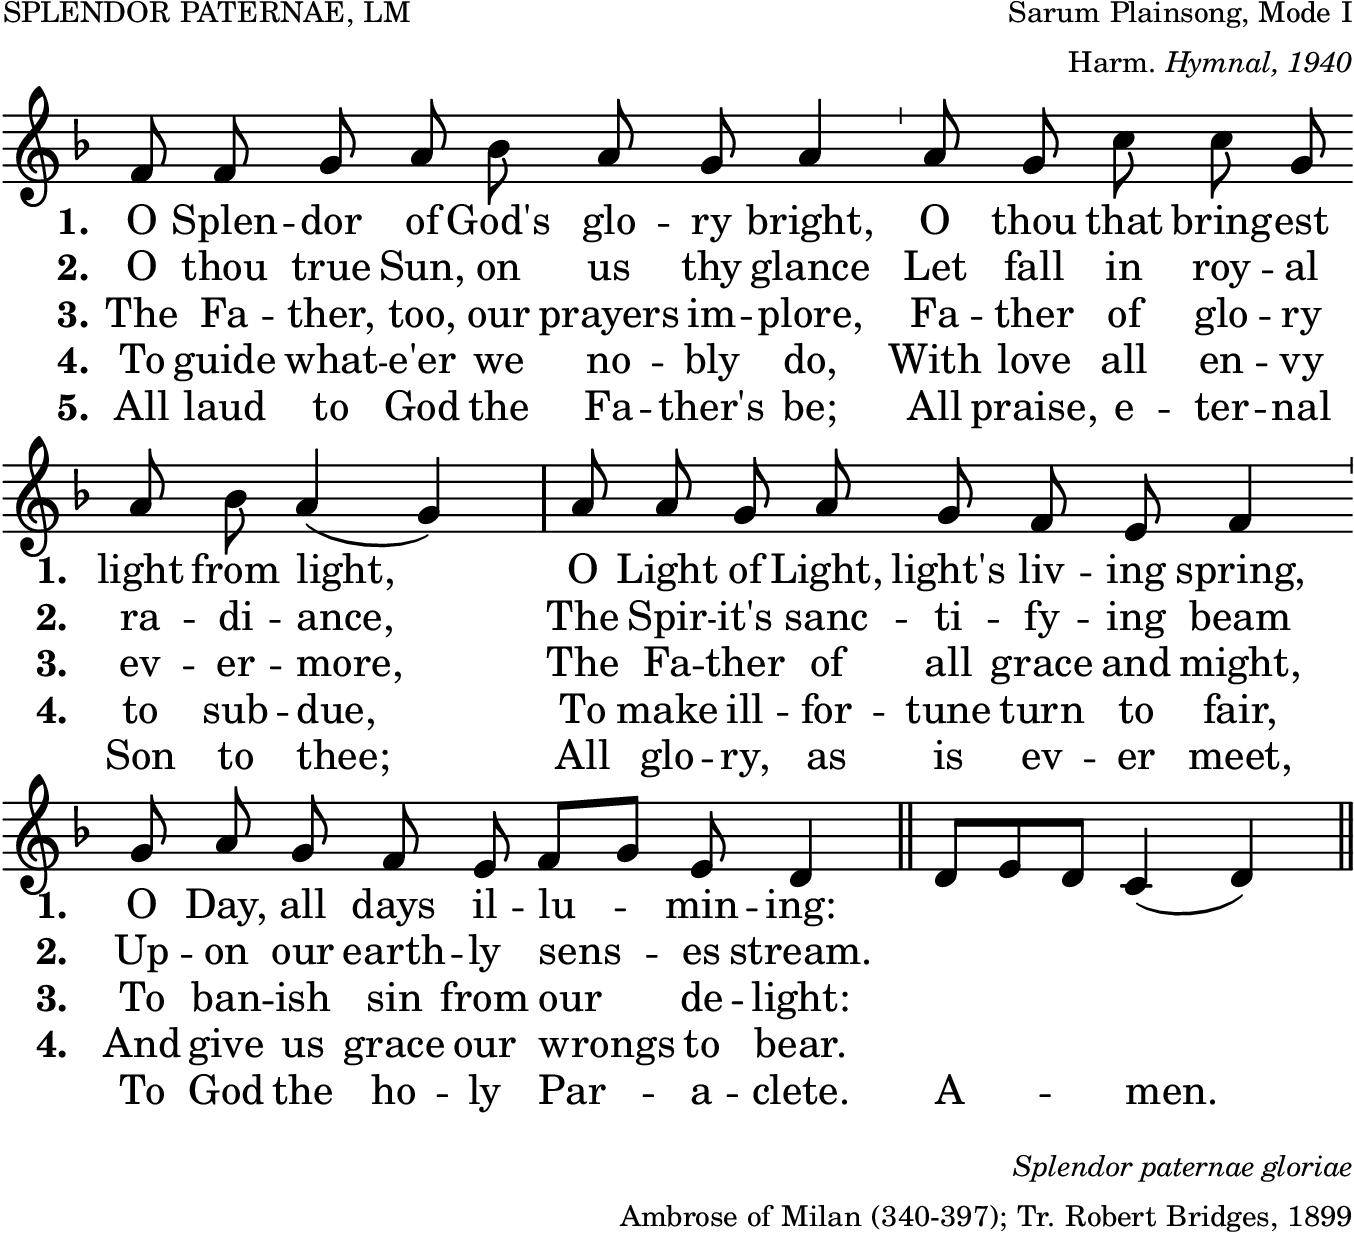 SPLENDOR PATERNAE, LM
Sarum Plainsong, Mode I
Harm. Hymnal, 1940
1. O Splen -- dor of God's glo -- ry bright, O thou that bring -- est
2. O thou true Sun, on us thy glance Let fall in roy -- al
3. The Fa -- ther, too, our prayers im -- plore, Fa -- ther of glo -- ry
4. To guide what -- e'er we no -- bly do, With love all en -- vy
5. All laud to God the Fa -- ther's be; All praise, e -- ter -- nal
1. light from light, O Light of Light, light's liv -- ing spring,
2. ra -- di -- ance, The Spir -- it's sanc -- ti -- fy -- ing beam
3. ev -- er -- more, The Fa -- ther of all grace and might,
4. to sub -- due, To make ill -- for -- tune turn to fair,
Son to thee; All glo -- ry, as is ev -- er meet,
1. O Day, all days il -- lu -- min -- ing:
2. Up -- on our earth -- ly sens -- es stream.
3. To ban -- ish sin from our de -- light:
4. And give us grace our wrongs to bear.
To God the ho -- ly Par -- a -- clete. A -- men.
Splendor paternae gloriae
Ambrose of Milan (340-397); Tr. Robert Bridges, 1899